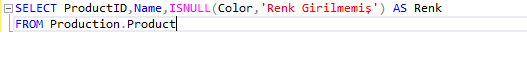 SELECT ProductID,Name,ISNULL(Color,'Renk Girilmemiş') AS Renk
FROM Production.Product